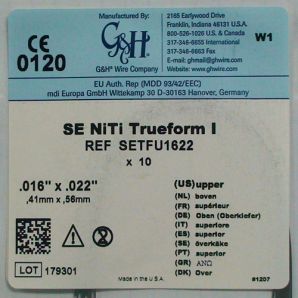 CE
0120
Manufactured By:
G&H®
G&H® Wire Company
2165 Earlywood Drive
Franklin, Indiana 46131 U.S.A.
800-526-1026 U.S. & Canada
317-346-6655 International
317-346-6663 Fax
E-mail: ghwire@ghwire.com
www.ghwire.com
W1
EU Auth. Rep (MDD 93/42/EEC)
mdi Europa GmbH Wittekamp 30 D-30163 Hanover, Germany
SE NiTi Trueform I
REF SETFU1622
x 10
.016" x .022"
,41mm x ,56mm
(US) upper
(NL) boven
(FR) supérieur
(DE) Oben (Oberkiefer)
(IT) superiore
(ES) superior
(SE) överkäke
(PT) superior
(GR) ΑΝΩ
(DK) Over
LOT 179301
Made in the U.S.A.
#1207